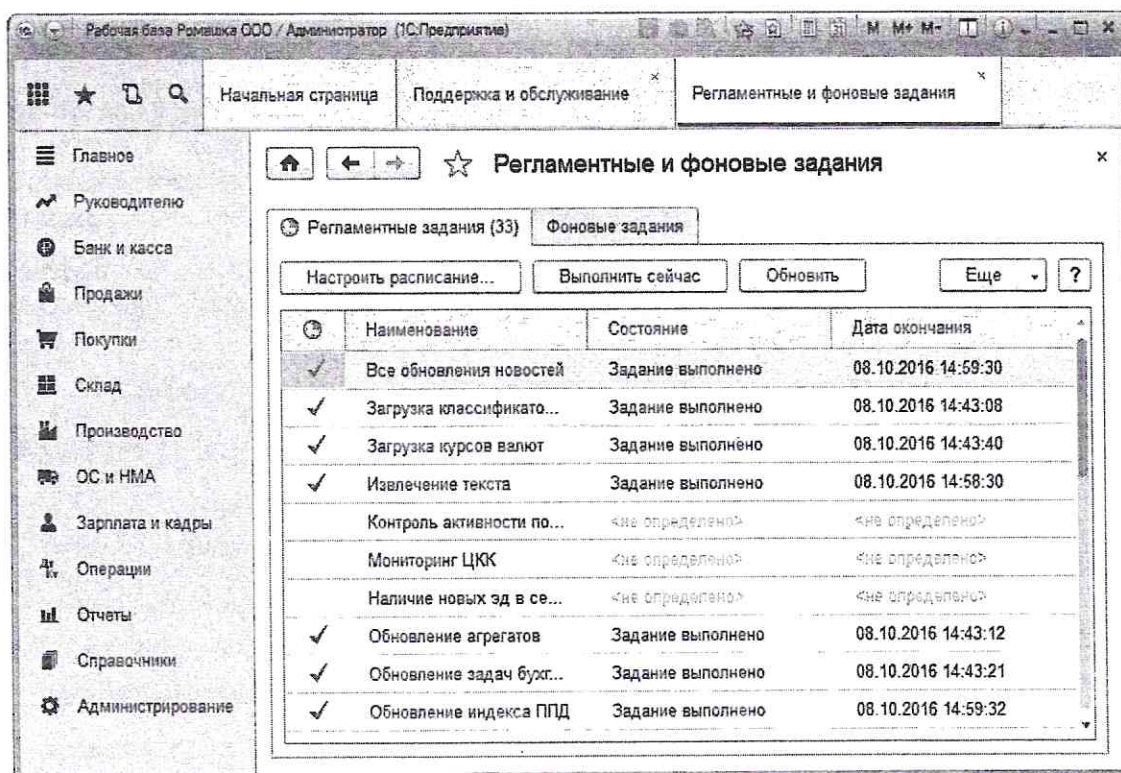 Рабочая база Ромашка ООО / Администратор (1С:Предприятие) M M+ M-
Начальная страница Поддержка и обслуживание Регламентные и фоновые задания
Главное
Руководителю
Банк и касса
Продажи
Покупки
Склад
Производство
ОС и НМА
Зарплата и кадры
Операции
Отчеты
Справочники
Администрирование
Регламентные и фоновые задания
Регламентные задания (33) Фоновые задания
Настроить расписание... Выполнить сейчас Обновить Еще ?
Наименование Состояние Дата окончания
Все обновления новостей Задание выполнено 08.10.2016 14:59:30
Загрузка классификато... Задание выполнено 08.10.2016 14:43:08
Загрузка курсов валют Задание выполнено 08.10.2016 14:43:40
Извлечение текста Задание выполнено 08.10.2016 14:58:30
Контроль активности по... <не определено> <не определено>
Мониторинг ЦКК <не определено> <не определено>
Наличие новых эд в се... <не определено> <не определено>
Обновление агрегатов Задание выполнено 08.10.2016 14:43:12
Обновление задач бухг... Задание выполнено 08.10.2016 14:43:21
Обновление индекса ППД Задание выполнено 08.10.2016 14:59:32